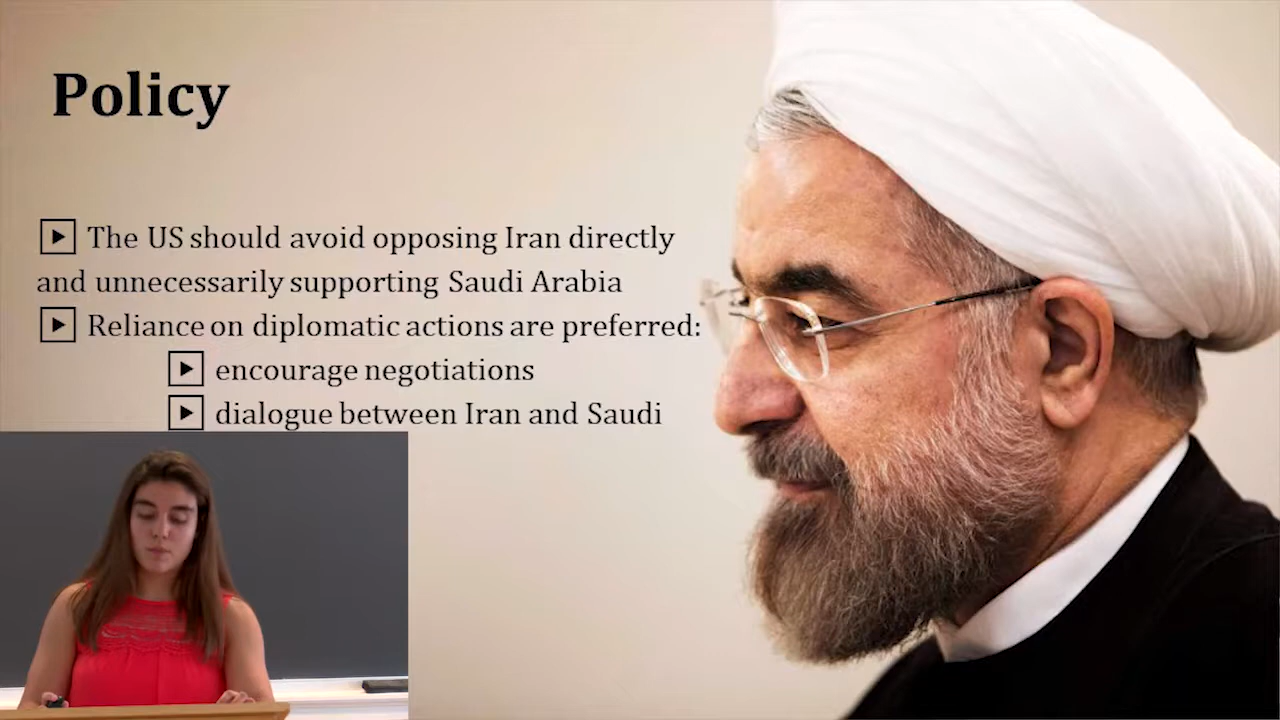 Policy
The US should avoid opposing Iran directly
and unnecessarily supporting Saudi Arabia
Reliance on diplomatic actions are preferred:
encourage negotiations
dialogue between Iran and Saudi